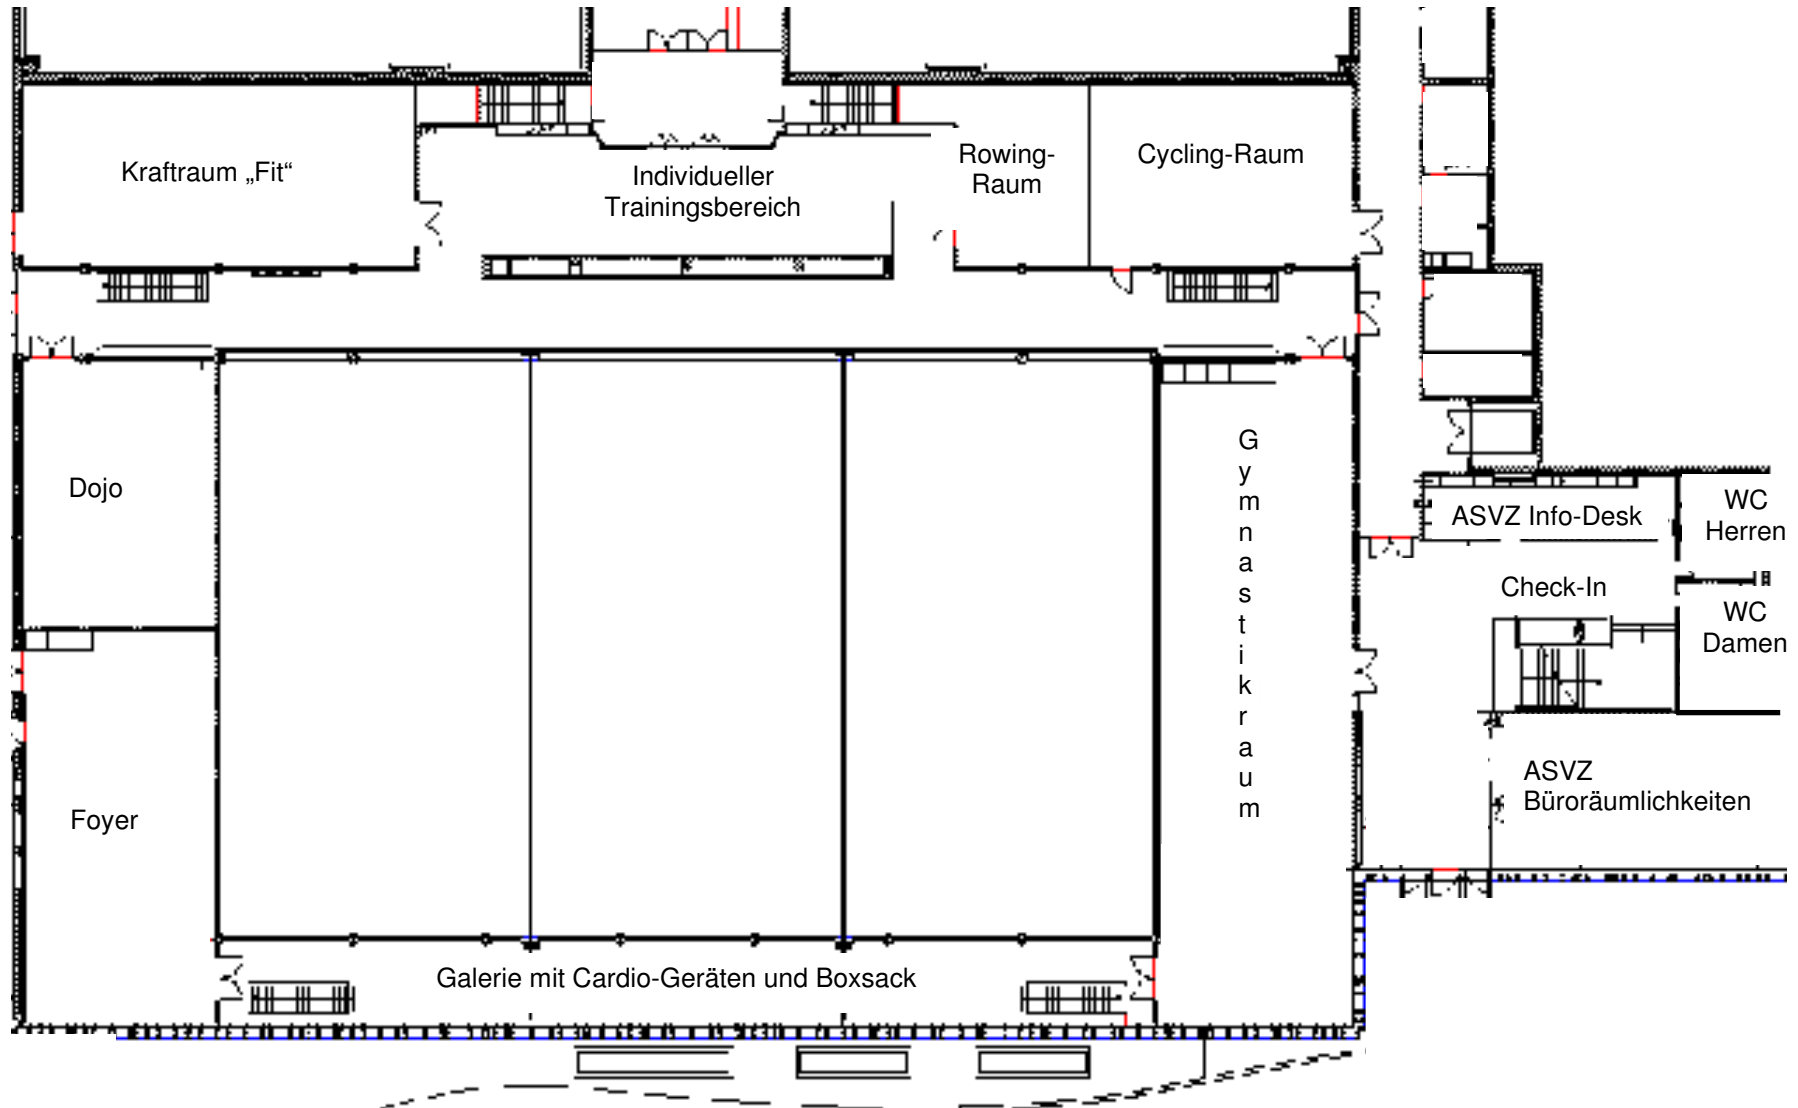 Kraftraum „Fit“
Individueller
Trainingsbereich
Rowing-
Raum
Cycling-Raum
Dojo
Gymnastikraum
ASVZ Info-Desk
WC
Herren
Check-In
WC
Damen
Foyer
ASVZ
Büroräumlichkeiten
Galerie mit Cardio-Geräten und Boxsack